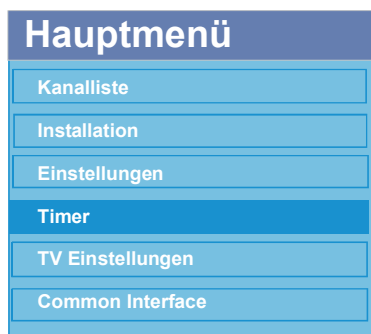 Hauptmenü
Kanalliste
Installation
Einstellungen
Timer
TV Einstellungen
Common Interface